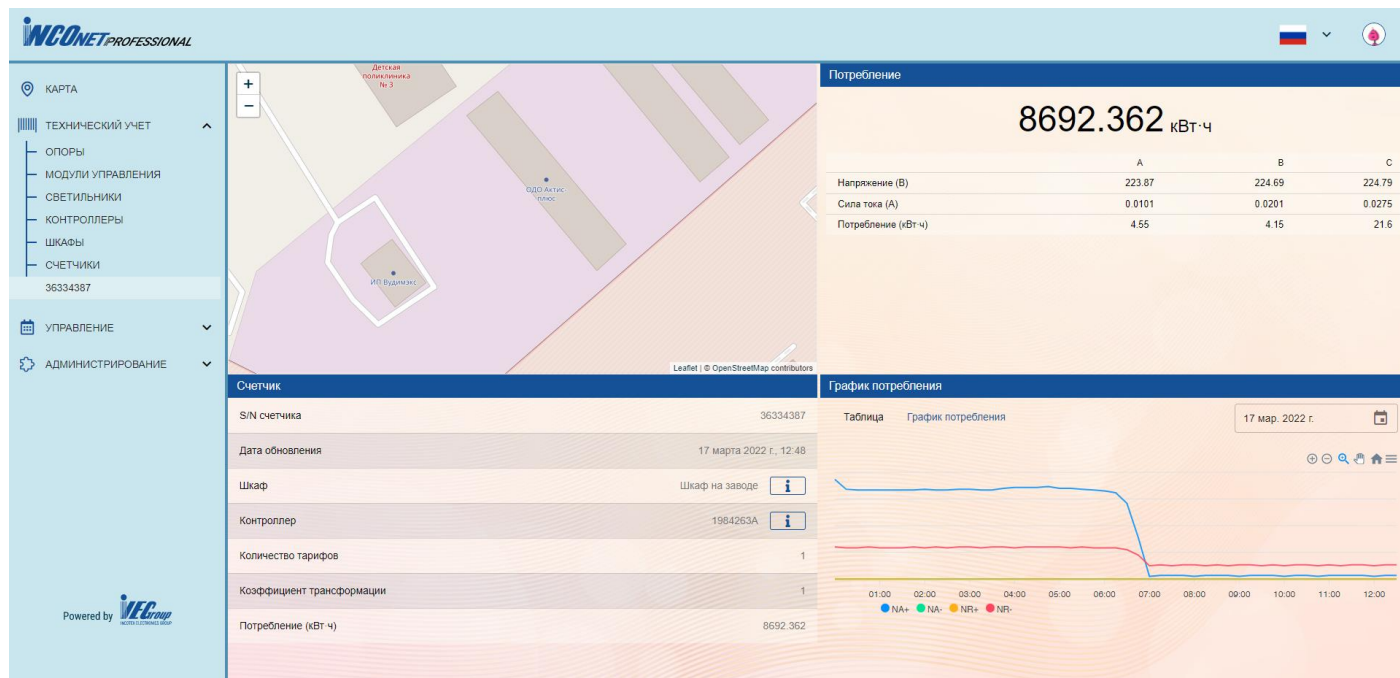 INCONET PROFESSIONAL
КАРТА
ТЕХНИЧЕСКИЙ УЧЕТ
ОПОРЫ
МОДУЛИ УПРАВЛЕНИЯ
СВЕТИЛЬНИКИ
КОНТРОЛЛЕРЫ
ШКАФЫ
СЧЕТЧИКИ
36334387
УПРАВЛЕНИЕ
АДМИНИСТРИРОВАНИЕ
Powered by IEGroup
INCOTEX ELECTRONICS GROUP
+
−
Детская
поликлиника
№ 3
ОДО Актис
плюс
ИП Вудимэкс
Leaflet | © OpenStreetMap contributors
Потребление
8692.362 кВт·ч
A B C
Напряжение (В) 223.87 224.69 224.79
Сила тока (А) 0.0101 0.0201 0.0275
Потребление (кВт·ч) 4.55 4.15 21.6
Счетчик
S/N счетчика 36334387
Дата обновления 17 марта 2022 г., 12:48
Шкаф Шкаф на заводе i
Контроллер 1984263A i
Количество тарифов 1
Коэффициент трансформации 1
Потребление (кВт·ч) 8692.362
График потребления
Таблица График потребления 17 мар. 2022 г.
01:00 02:00 03:00 04:00 05:00 06:00 07:00 08:00 09:00 10:00 11:00 12:00
NA+ NA- NR+ NR-